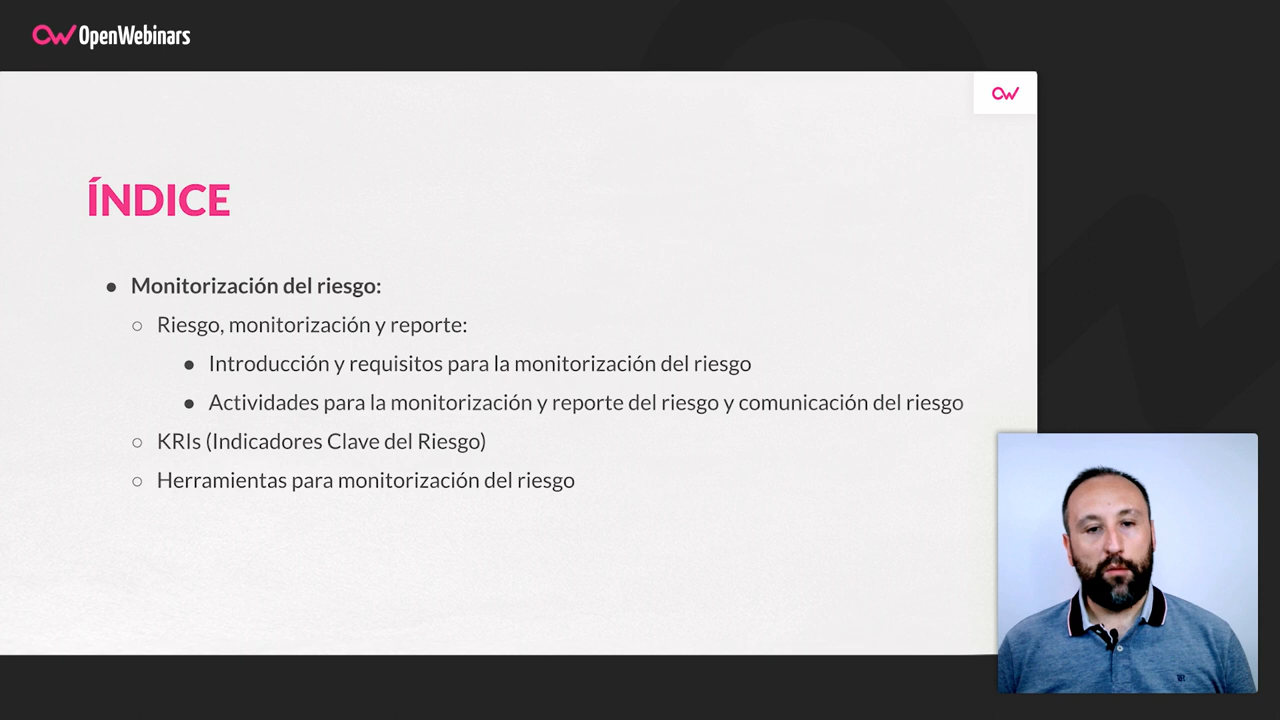 OpenWebinars
ÍNDICE
● Monitorización del riesgo:
○ Riesgo, monitorización y reporte:
● Introducción y requisitos para la monitorización del riesgo
● Actividades para la monitorización y reporte del riesgo y comunicación del riesgo
○ KRIs (Indicadores Clave del Riesgo)
○ Herramientas para monitorización del riesgo